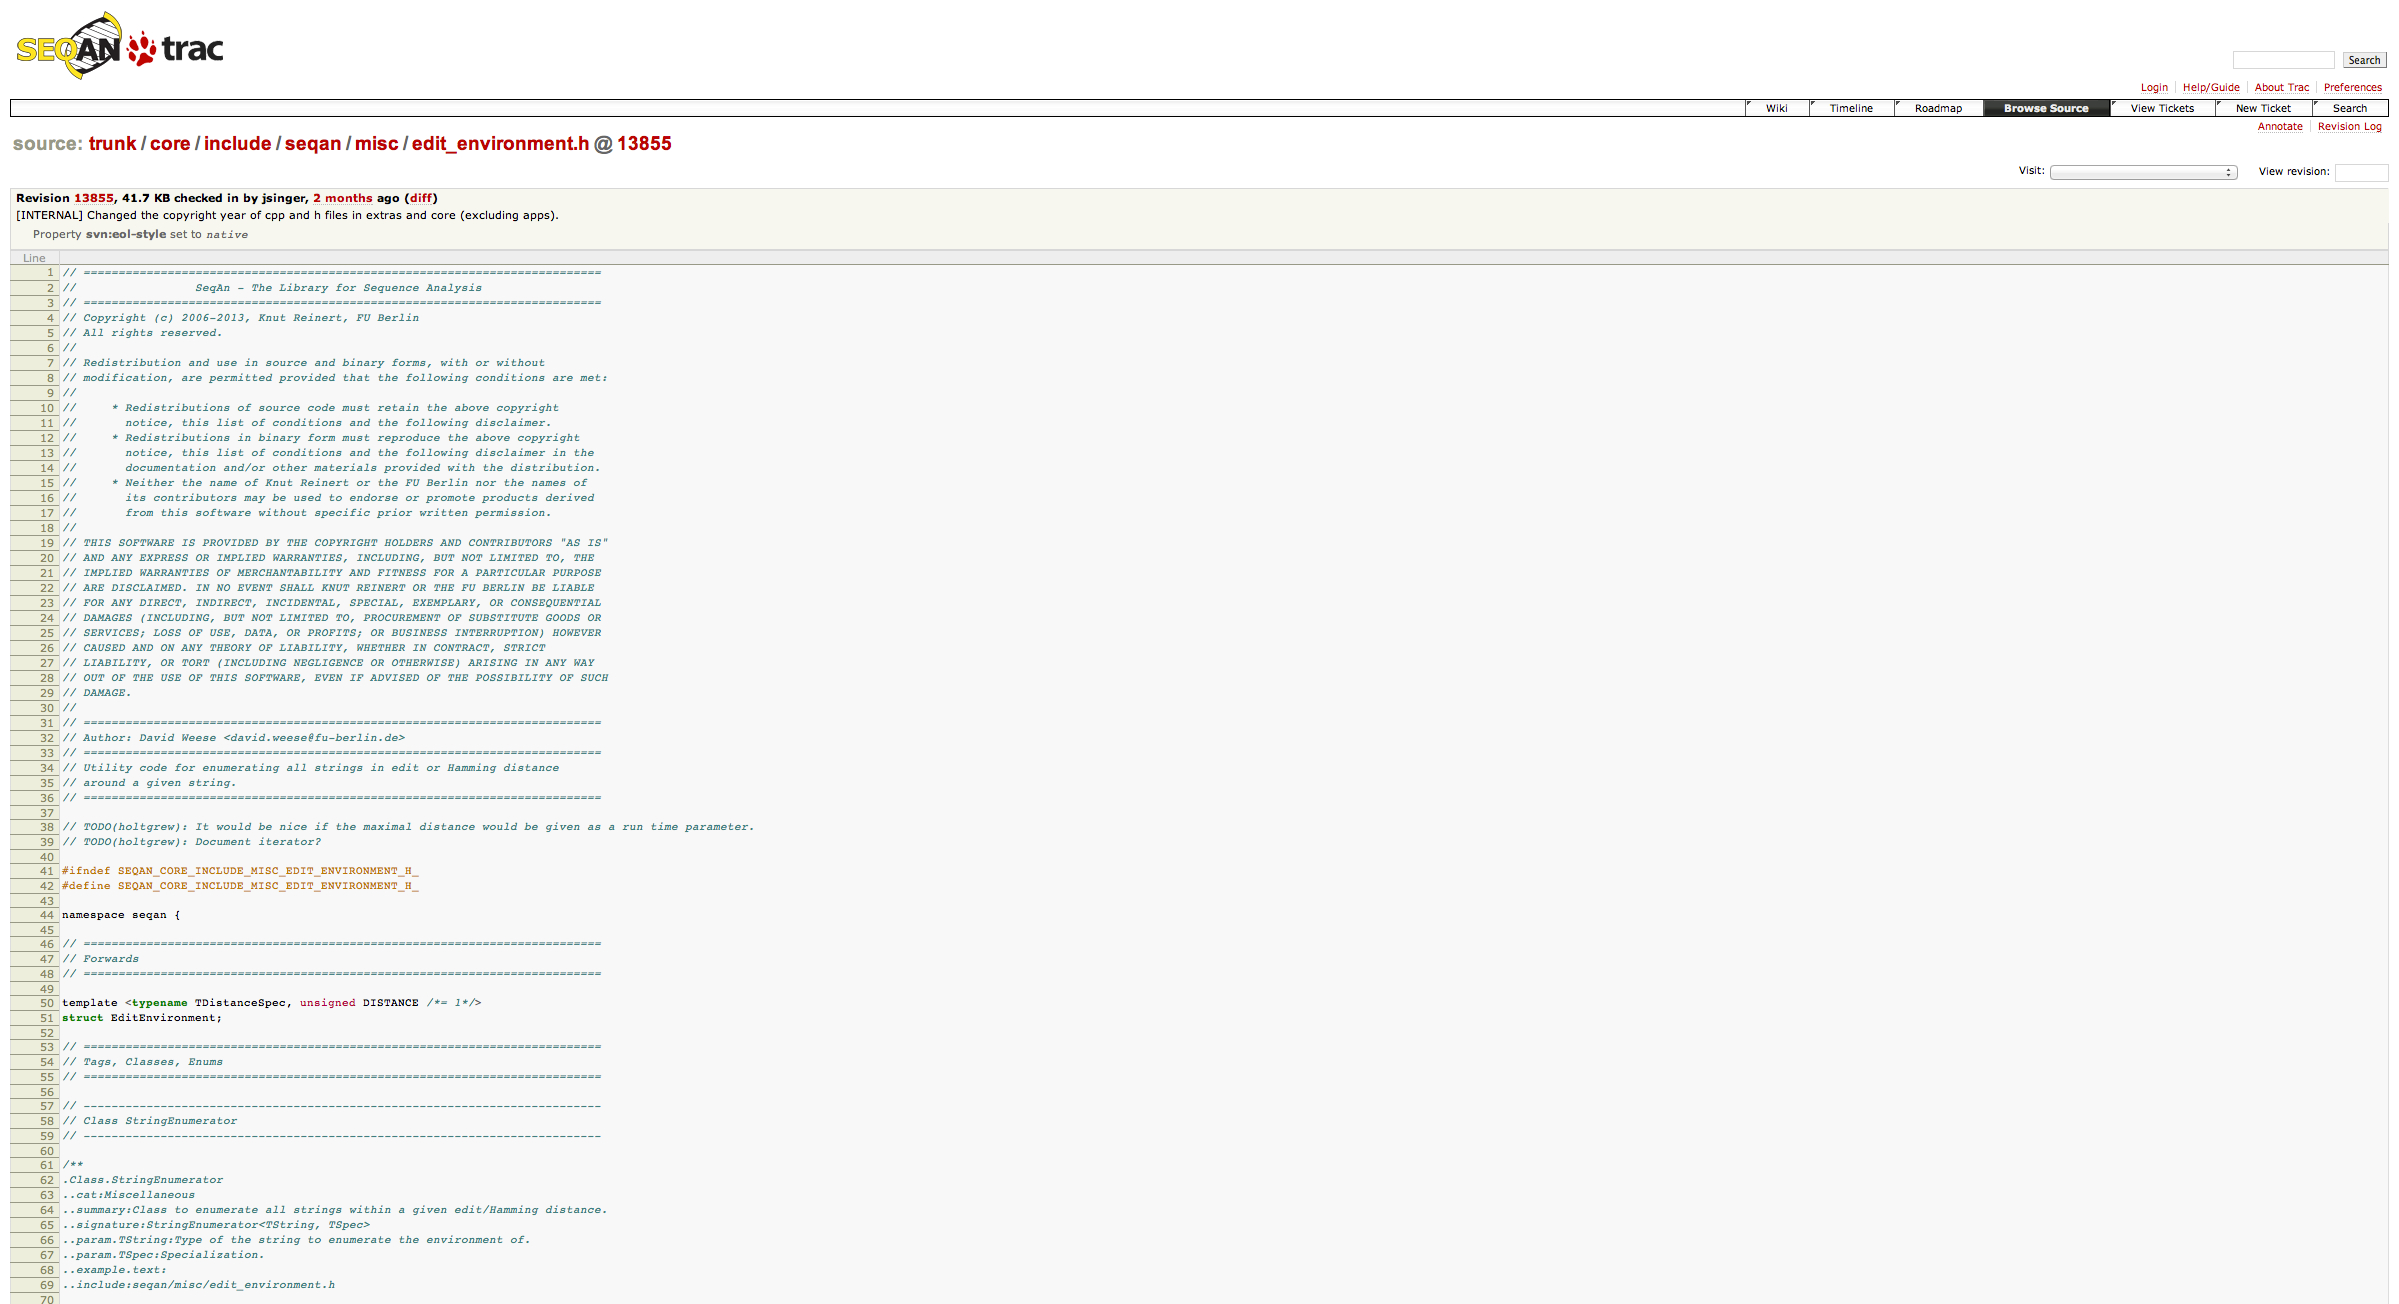 SEQAN trac
Search
Login Help/Guide About Trac Preferences
Wiki Timeline Roadmap Browse Source View Tickets New Ticket Search
Annotate Revision Log
source: trunk / core / include / seqan / misc / edit_environment.h @ 13855
Visit: View revision:
Revision 13855, 41.7 KB checked in by jsinger, 2 months ago (diff)
[INTERNAL] Changed the copyright year of cpp and h files in extras and core (excluding apps).
Property svn:eol-style set to native
Line
1 // ==========================================================================
2 //                 SeqAn - The Library for Sequence Analysis
3 // ==========================================================================
4 // Copyright (c) 2006-2013, Knut Reinert, FU Berlin
5 // All rights reserved.
6 //
7 // Redistribution and use in source and binary forms, with or without
8 // modification, are permitted provided that the following conditions are met:
9 //
10 //     * Redistributions of source code must retain the above copyright
11 //       notice, this list of conditions and the following disclaimer.
12 //     * Redistributions in binary form must reproduce the above copyright
13 //       notice, this list of conditions and the following disclaimer in the
14 //       documentation and/or other materials provided with the distribution.
15 //     * Neither the name of Knut Reinert or the FU Berlin nor the names of
16 //       its contributors may be used to endorse or promote products derived
17 //       from this software without specific prior written permission.
18 //
19 // THIS SOFTWARE IS PROVIDED BY THE COPYRIGHT HOLDERS AND CONTRIBUTORS "AS IS"
20 // AND ANY EXPRESS OR IMPLIED WARRANTIES, INCLUDING, BUT NOT LIMITED TO, THE
21 // IMPLIED WARRANTIES OF MERCHANTABILITY AND FITNESS FOR A PARTICULAR PURPOSE
22 // ARE DISCLAIMED. IN NO EVENT SHALL KNUT REINERT OR THE FU BERLIN BE LIABLE
23 // FOR ANY DIRECT, INDIRECT, INCIDENTAL, SPECIAL, EXEMPLARY, OR CONSEQUENTIAL
24 // DAMAGES (INCLUDING, BUT NOT LIMITED TO, PROCUREMENT OF SUBSTITUTE GOODS OR
25 // SERVICES; LOSS OF USE, DATA, OR PROFITS; OR BUSINESS INTERRUPTION) HOWEVER
26 // CAUSED AND ON ANY THEORY OF LIABILITY, WHETHER IN CONTRACT, STRICT
27 // LIABILITY, OR TORT (INCLUDING NEGLIGENCE OR OTHERWISE) ARISING IN ANY WAY
28 // OUT OF THE USE OF THIS SOFTWARE, EVEN IF ADVISED OF THE POSSIBILITY OF SUCH
29 // DAMAGE.
30 //
31 // ==========================================================================
32 // Author: David Weese <david.weese@fu-berlin.de>
33 // ==========================================================================
34 // Utility code for enumerating all strings in edit or Hamming distance
35 // around a given string.
36 // ==========================================================================
37
38 // TODO(holtgrew): It would be nice if the maximal distance would be given as a run time parameter.
39 // TODO(holtgrew): Document iterator?
40
41 #ifndef SEQAN_CORE_INCLUDE_MISC_EDIT_ENVIRONMENT_H_
42 #define SEQAN_CORE_INCLUDE_MISC_EDIT_ENVIRONMENT_H_
43
44 namespace seqan {
45
46 // ==========================================================================
47 // Forwards
48 // ==========================================================================
49
50 template <typename TDistanceSpec, unsigned DISTANCE /*= 1*/>
51 struct EditEnvironment;
52
53 // ==========================================================================
54 // Tags, Classes, Enums
55 // ==========================================================================
56
57 // --------------------------------------------------------------------------
58 // Class StringEnumerator
59 // --------------------------------------------------------------------------
60
61 /**
62 .Class.StringEnumerator
63 ..cat:Miscellaneous
64 ..summary:Class to enumerate all strings within a given edit/Hamming distance.
65 ..signature:StringEnumerator<TString, TSpec>
66 ..param.TString:Type of the string to enumerate the environment of.
67 ..param.TSpec:Specialization.
68 ..example.text:
69 ..include:seqan/misc/edit_environment.h
70